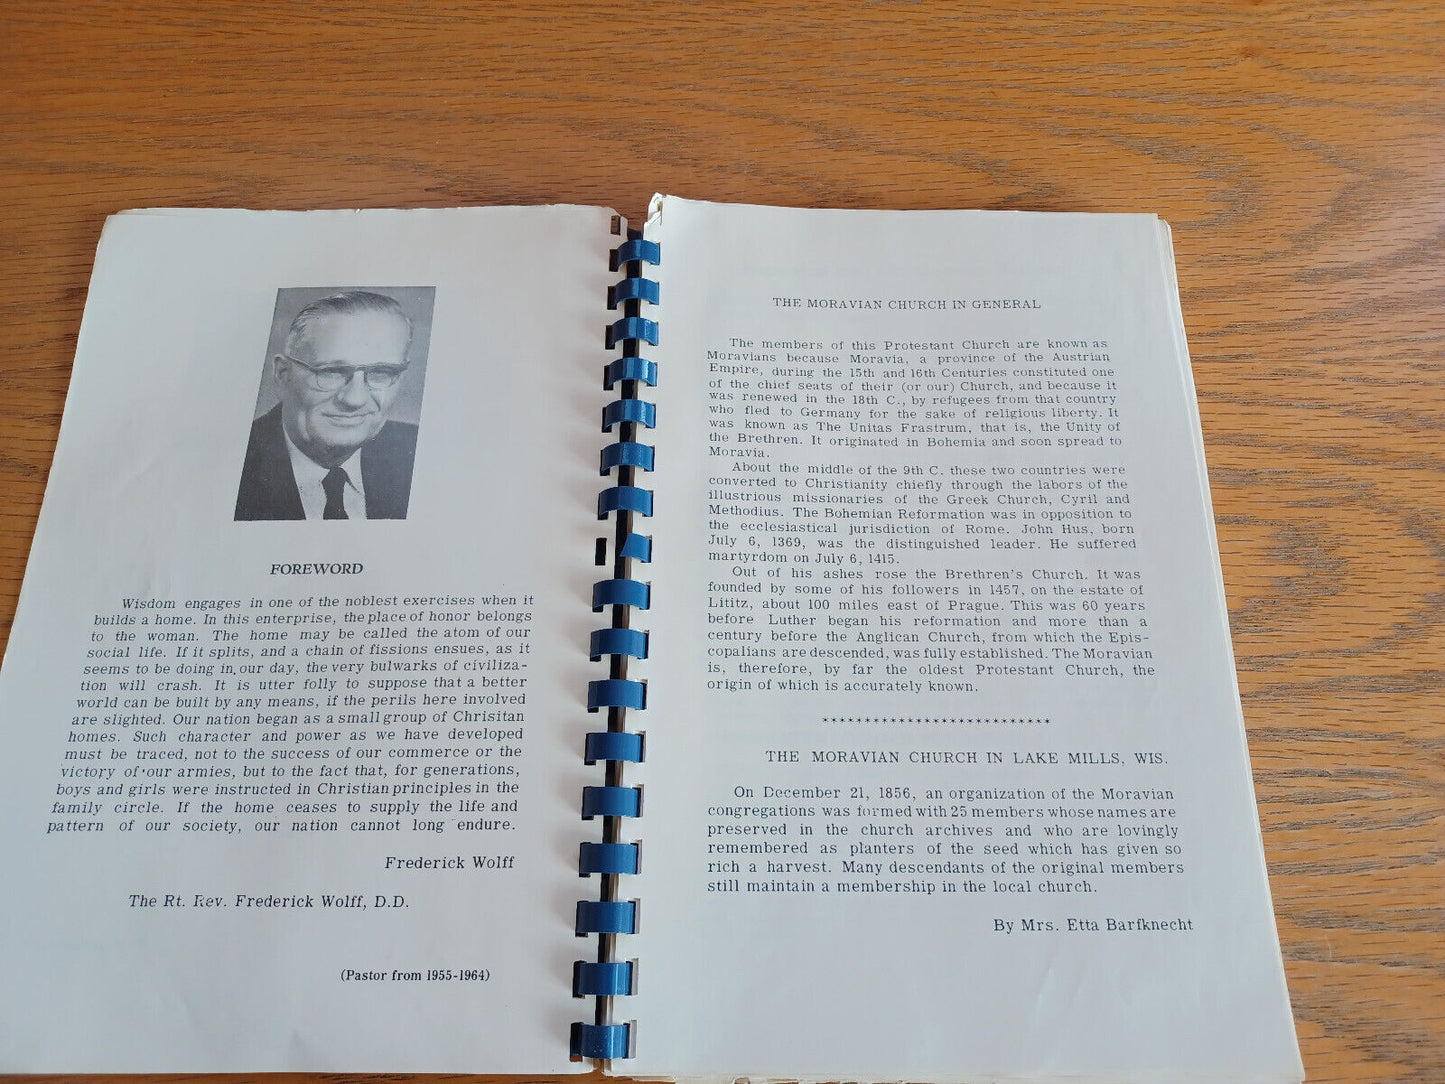 FOREWORD
Wisdom engages in one of the noblest exercises when it
builds a home. In this enterprise, the place of honor belongs
to the woman. The home may be called the atom of our
social life. If it splits, and a chain of fissions ensues, as it
seems to be doing in our day, the very bulwarks of civiliza-
tion will crash. It is utter folly to suppose that a better
world can be built by any means, if the perils here involved
are slighted. Our nation began as a small group of Chrisitan
homes. Such character and power as we have developed
must be traced, not to the success of our commerce or the
victory of our armies, but to the fact that, for generations,
boys and girls were instructed in Christian principles in the
family circle. If the home ceases to supply the life and
pattern of our society, our nation cannot long endure.
Frederick Wolff
The Rt. Rev. Frederick Wolff, D.D.
(Pastor from 1955-1964)
THE MORAVIAN CHURCH IN GENERAL
The members of this Protestant Church are known as
Moravians because Moravia, a province of the Austrian
Empire, during the 15th and 16th Centuries constituted one
of the chief seats of their (or our) Church, and because it
was renewed in the 18th C., by refugees from that country
who fled to Germany for the sake of religious liberty. It
was known as The Unitas Frastrum, that is, the Unity of
the Brethren. It originated in Bohemia and soon spread to
Moravia.
About the middle of the 9th C. these two countries were
converted to Christianity chiefly through the labors of the
illustrious missionaries of the Greek Church, Cyril and
Methodius. The Bohemian Reformation was in opposition to
the ecclesiastical jurisdiction of Rome. John Hus, born
July 6, 1369, was the distinguished leader. He suffered
martyrdom on July 6, 1415.
Out of his ashes rose the Brethren's Church. It was
founded by some of his followers in 1457, on the estate of
Lititz, about 100 miles east of Prague. This was 60 years
before Luther began his reformation and more than a
century before the Anglican Church, from which the Epis-
copalians are descended, was fully established. The Moravian
is, therefore, by far the oldest Protestant Church, the
origin of which is accurately known.
***************************
THE MORAVIAN CHURCH IN LAKE MILLS, WIS.
On December 21, 1856, an organization of the Moravian
congregations was formed with 25 members whose names are
preserved in the church archives and who are lovingly
remembered as planters of the seed which has given so
rich a harvest. Many descendants of the original members
still maintain a membership in the local church.
By Mrs. Etta Barfknecht